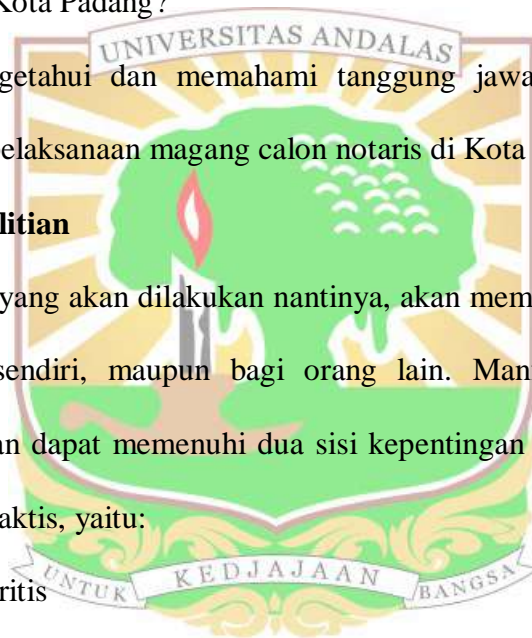 Kota Padang?
UNIVERSITAS ANDALAS
getahui dan memahami tanggung jawa
pelaksanaan magang calon notaris di Kota
litian
yang akan dilakukan nantinya, akan mem
sendiri, maupun bagi orang lain. Man
an dapat memenuhi dua sisi kepentingan
aktis, yaitu:
UNTUK KEDJAJAAN BANGSA
ritis